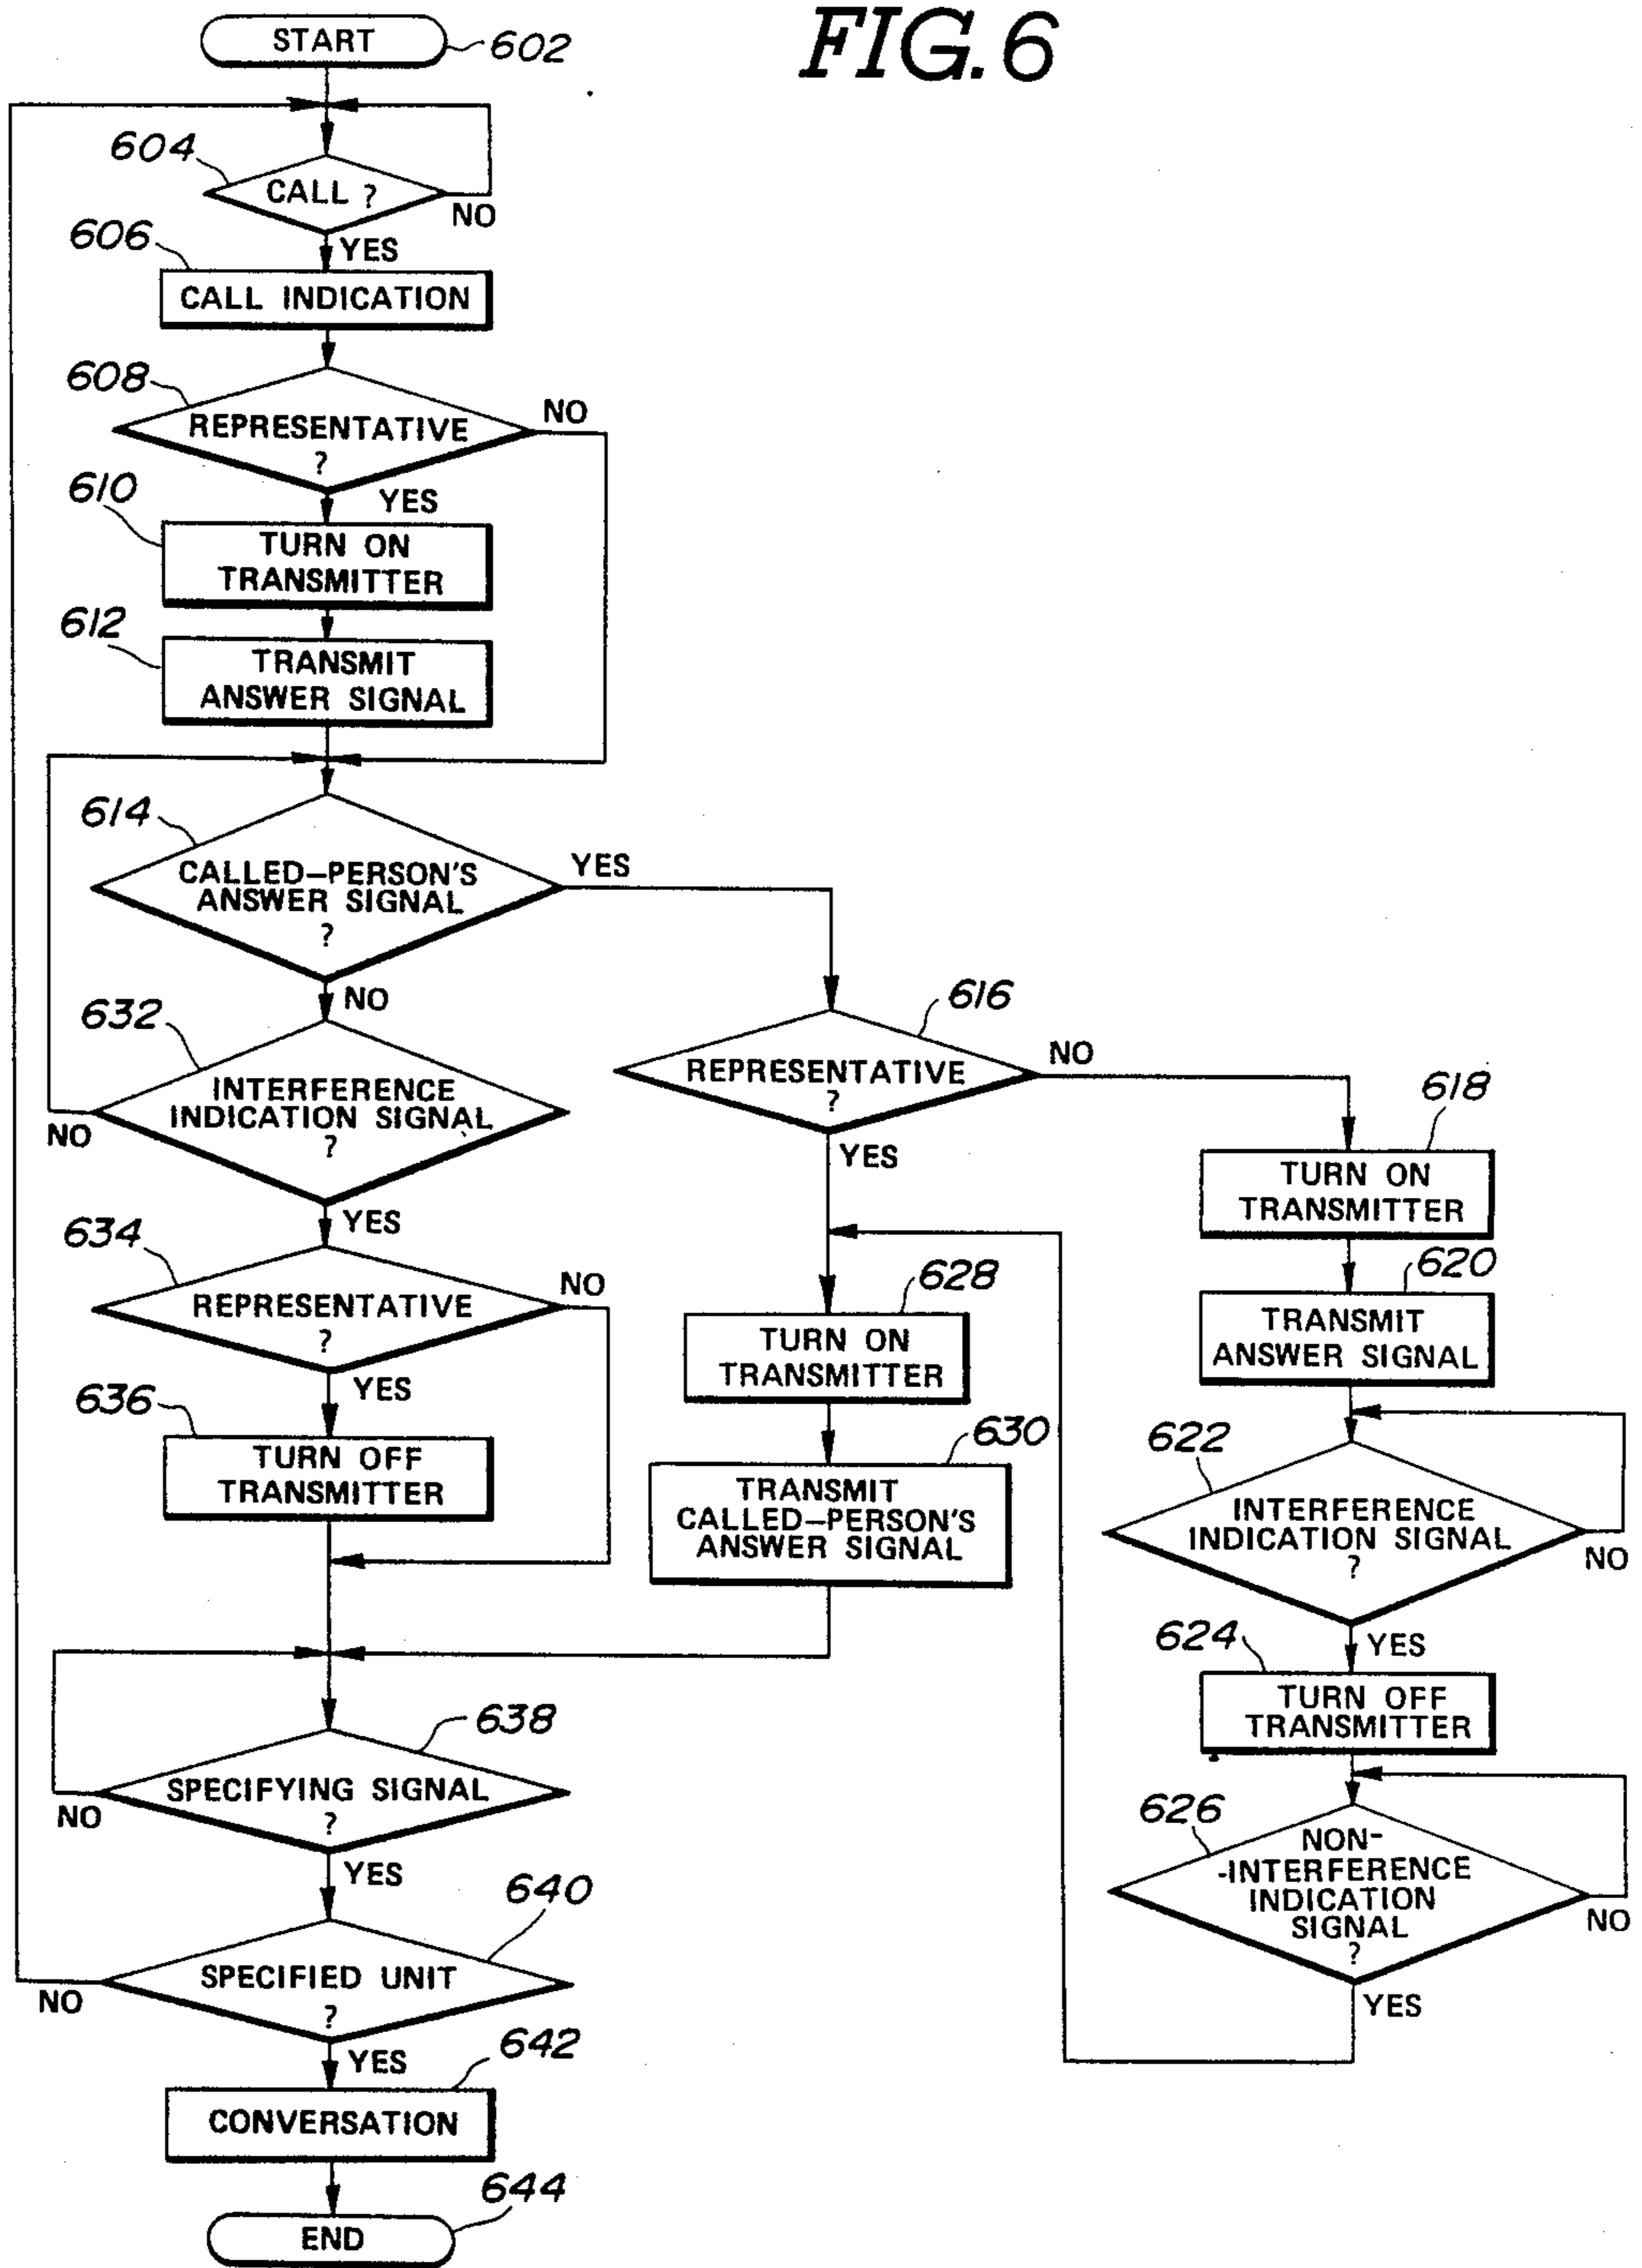 FIG. 6
START
602
604
CALL ?
NO
YES
606
CALL INDICATION
608
REPRESENTATIVE
?
NO
YES
610
TURN ON
TRANSMITTER
612
TRANSMIT
ANSWER SIGNAL
614
CALLED-PERSON'S
ANSWER SIGNAL
?
YES
NO
632
INTERFERENCE
INDICATION SIGNAL
?
NO
YES
634
REPRESENTATIVE
?
NO
YES
636
TURN OFF
TRANSMITTER
616
REPRESENTATIVE
?
NO
YES
628
TURN ON
TRANSMITTER
630
TRANSMIT
CALLED-PERSON'S
ANSWER SIGNAL
618
TURN ON
TRANSMITTER
620
TRANSMIT
ANSWER SIGNAL
622
INTERFERENCE
INDICATION SIGNAL
?
NO
YES
624
TURN OFF
TRANSMITTER
626
NON-
-INTERFERENCE
INDICATION
SIGNAL
?
NO
YES
638
SPECIFYING SIGNAL
?
NO
YES
640
SPECIFIED UNIT
?
NO
YES
642
CONVERSATION
644
END